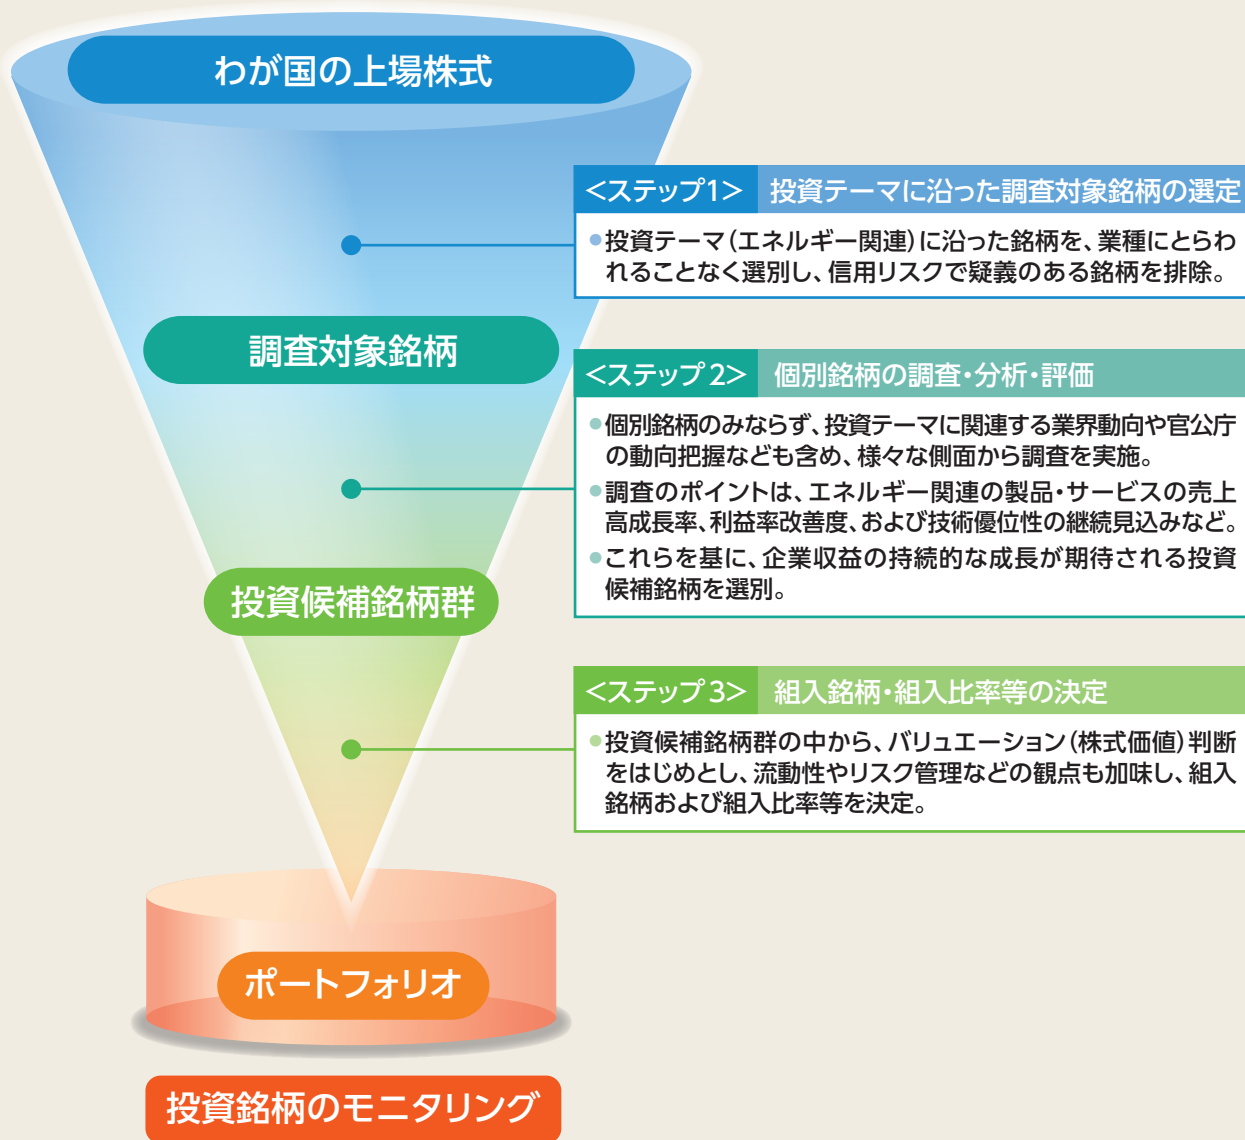 わが国の上場株式
<ステップ1> 投資テーマに沿った調査対象銘柄の選定
●投資テーマ(エネルギー関連)に沿った銘柄を、業種にとらわ
れることなく選別し、信用リスクで疑義のある銘柄を排除。
調査対象銘柄
<ステップ2> 個別銘柄の調査・分析・評価
●個別銘柄のみならず、投資テーマに関連する業界動向や官公庁
の動向把握なども含め、様々な側面から調査を実施。
●調査のポイントは、エネルギー関連の製品・サービスの売上
高成長率、利益率改善度、および技術優位性の継続見込みなど。
●これらを基に、企業収益の持続的な成長が期待される投資
候補銘柄を選別。
投資候補銘柄群
<ステップ3> 組入銘柄・組入比率等の決定
●投資候補銘柄群の中から、バリュエーション(株式価値)判断
をはじめとし、流動性やリスク管理などの観点も加味し、組入
銘柄および組入比率等を決定。
ポートフォリオ
投資銘柄のモニタリング